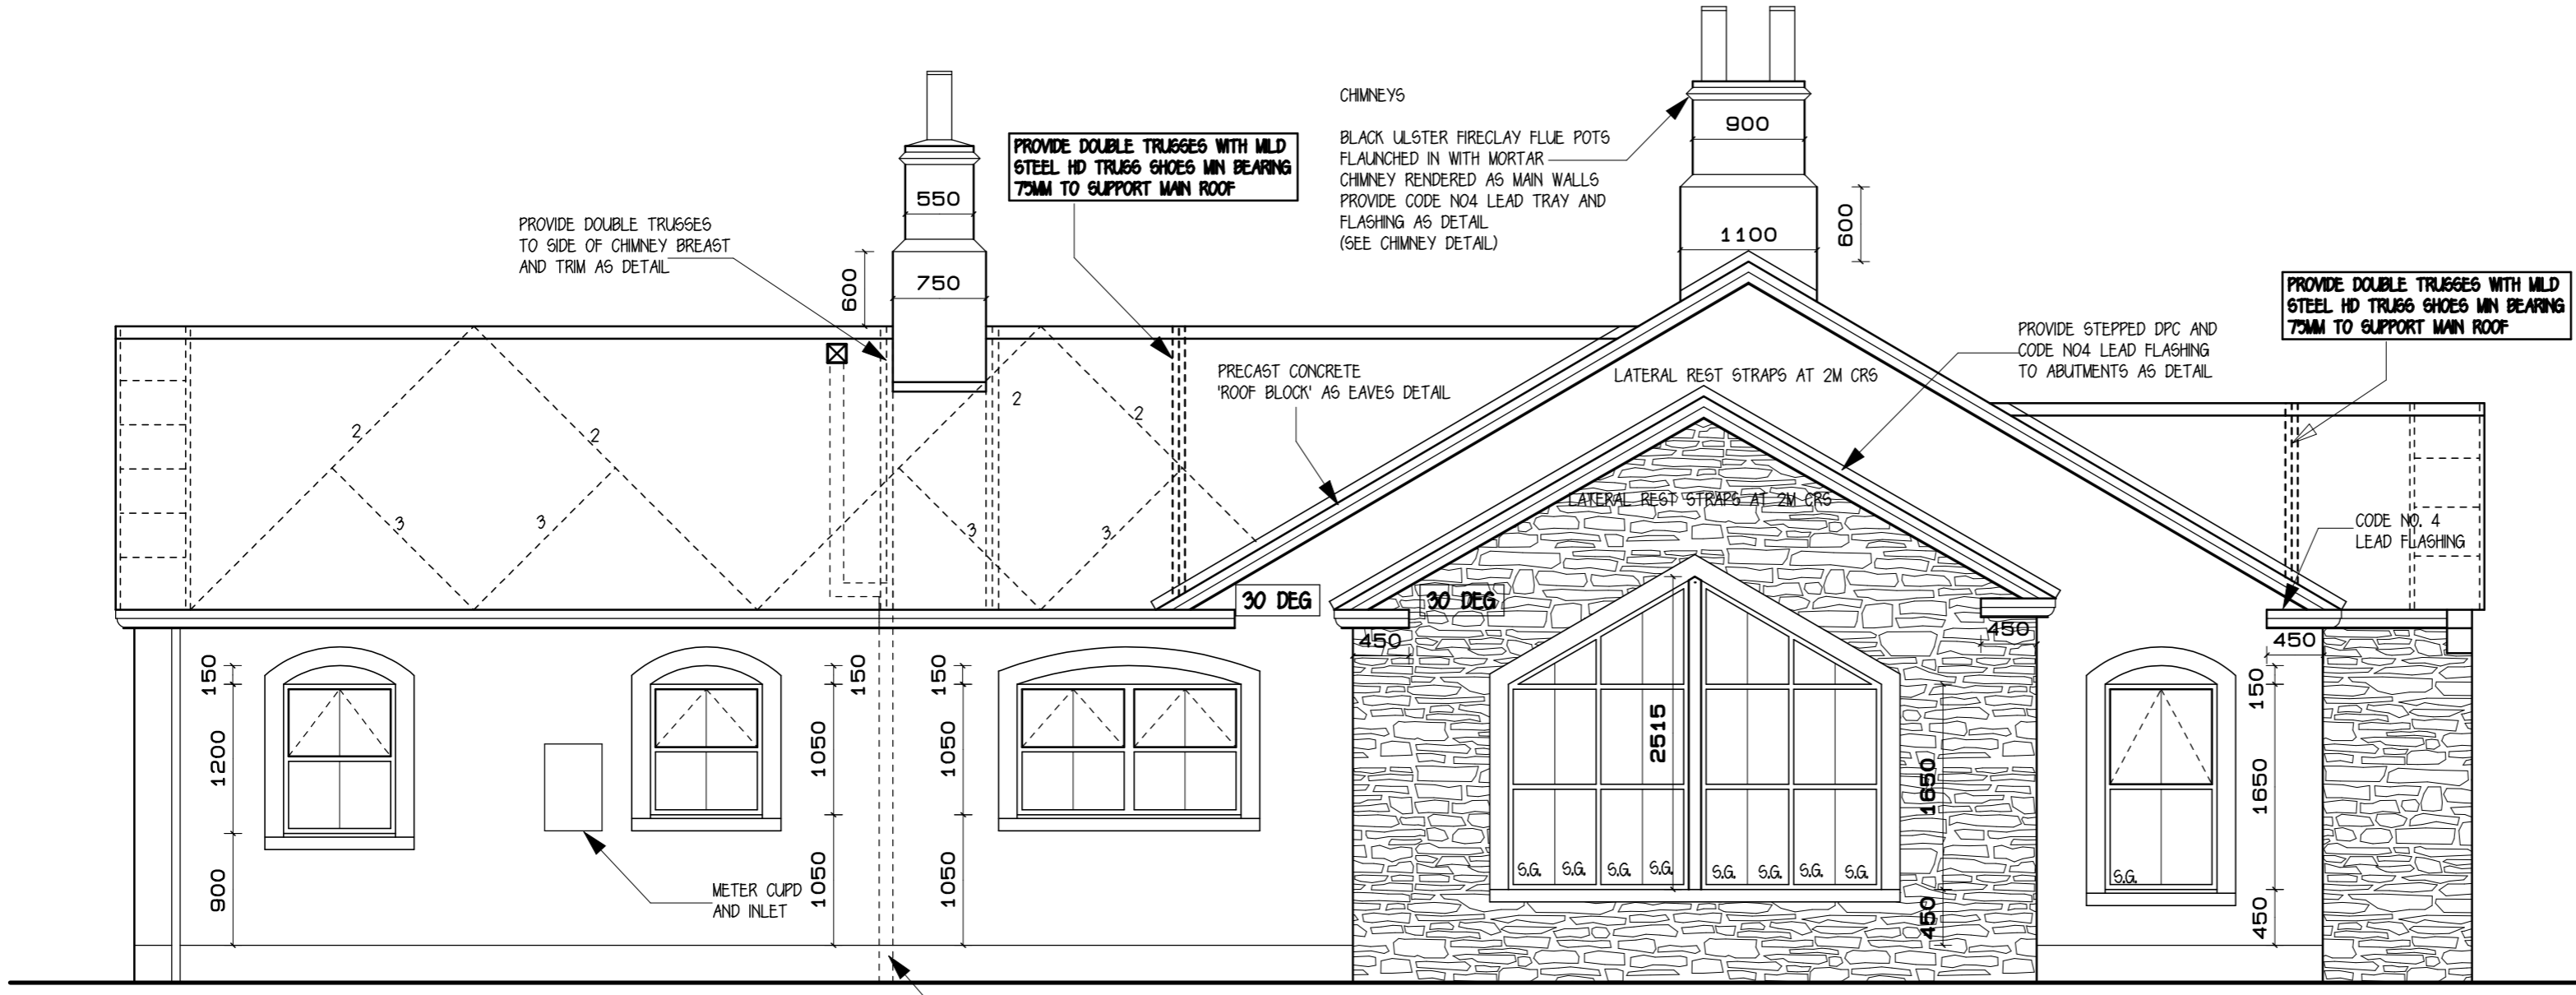 CHIMNEYS
BLACK ULSTER FIRECLAY FLUE POTS
FLAUNCHED IN WITH MORTAR
CHIMNEY RENDERED AS MAIN WALLS
PROVIDE CODE NO4 LEAD TRAY AND
FLASHING AS DETAIL
(SEE CHIMNEY DETAIL)
900
1100
600
PROVIDE DOUBLE TRUSSES WITH MILD
STEEL HD TRUSS SHOES MIN BEARING
75MM TO SUPPORT MAIN ROOF
550
750
600
PROVIDE DOUBLE TRUSSES
TO SIDE OF CHIMNEY BREAST
AND TRIM AS DETAIL
PROVIDE DOUBLE TRUSSES WITH MILD
STEEL HD TRUSS SHOES MIN BEARING
75MM TO SUPPORT MAIN ROOF
PROVIDE STEPPED DPC AND
CODE NO4 LEAD FLASHING
TO ABUTMENTS AS DETAIL
PRECAST CONCRETE
'ROOF BLOCK' AS EAVES DETAIL
LATERAL REST STRAPS AT 2M CRS
LATERAL REST STRAPS AT 2M CRS
CODE NO. 4
LEAD FLASHING
2
2
2
2
3
3
3
3
30 DEG
30 DEG
450
450
450
150
1200
900
150
1050
1050
150
1050
1050
2515
1650
450
150
1650
450
METER CUPD
AND INLET
S.G. S.G. S.G. S.G. S.G. S.G. S.G. S.G.
S.G.